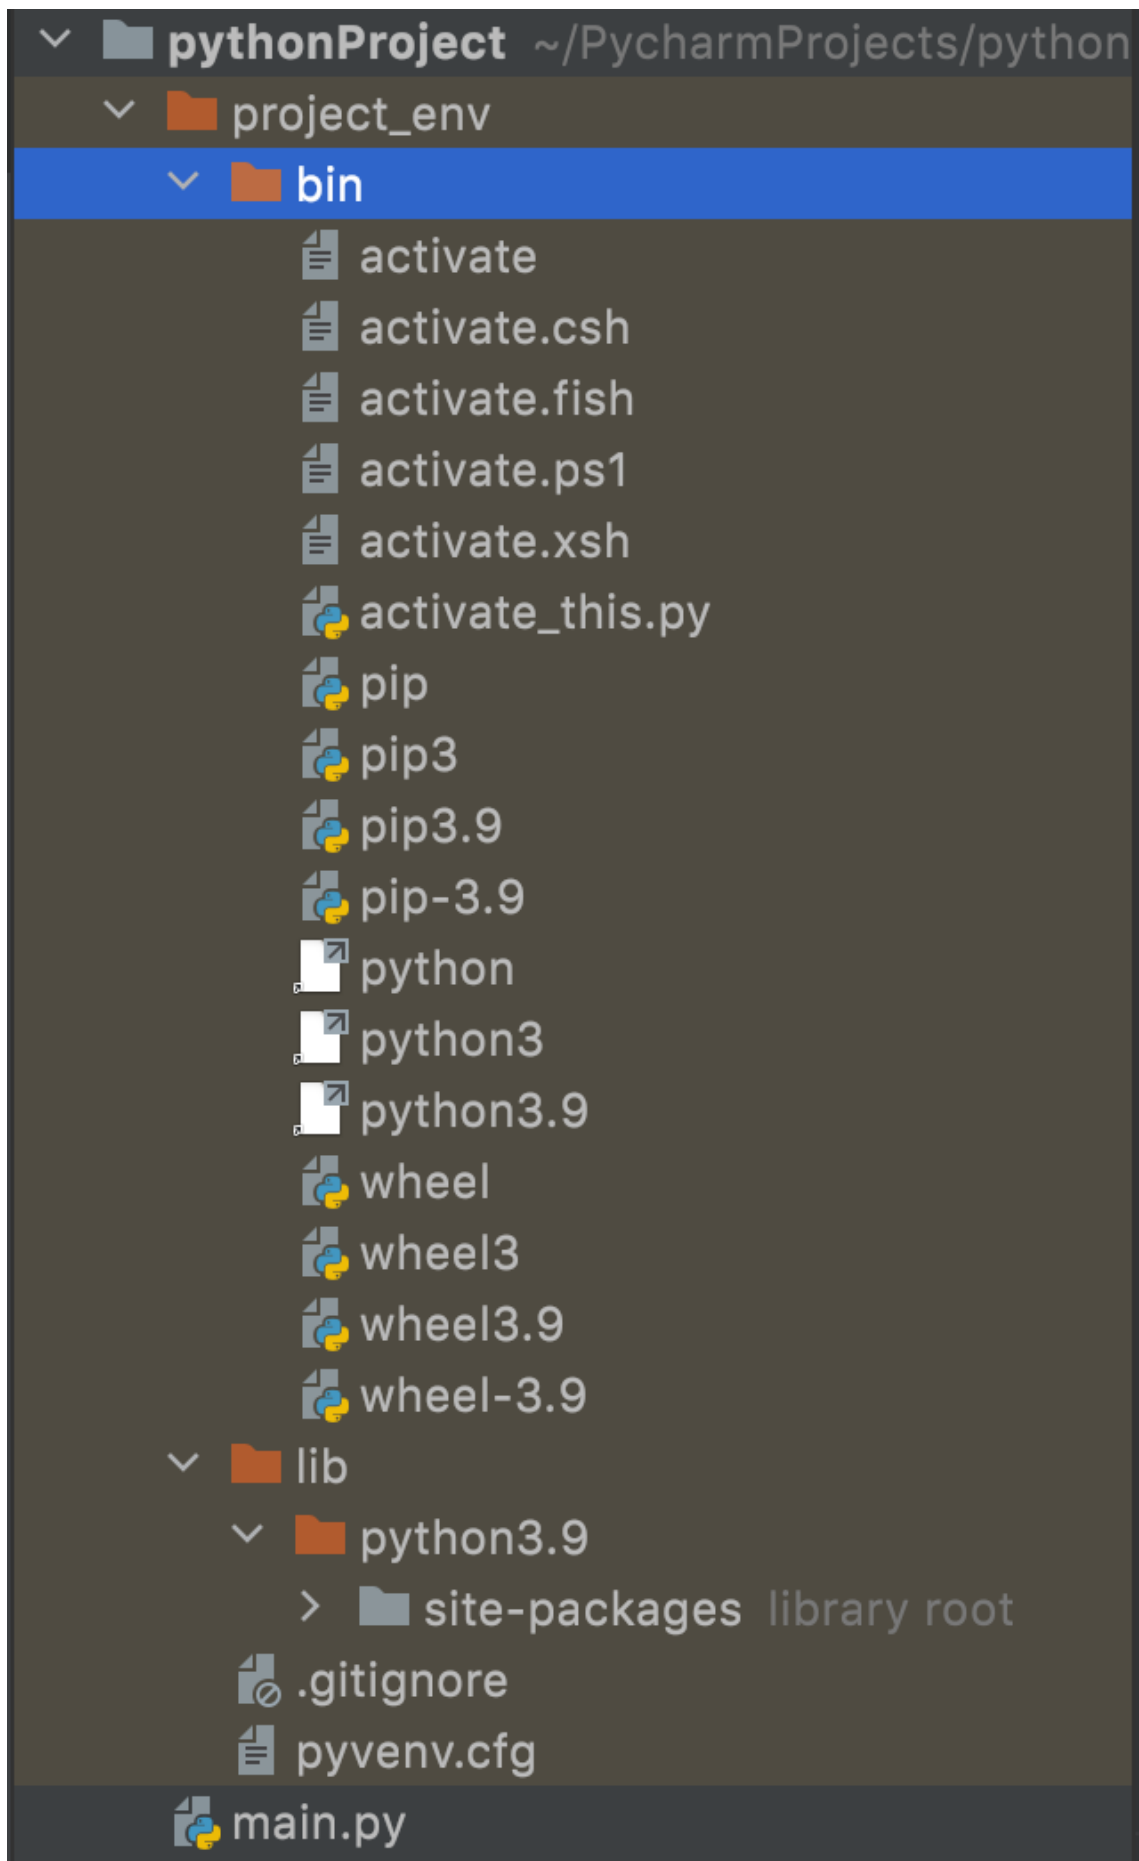 pythonProject ~/PycharmProjects/python
project_env
bin
activate
activate.csh
activate.fish
activate.ps1
activate.xsh
activate_this.py
pip
pip3
pip3.9
pip-3.9
python
python3
python3.9
wheel
wheel3
wheel3.9
wheel-3.9
lib
python3.9
site-packages library root
.gitignore
pyvenv.cfg
main.py